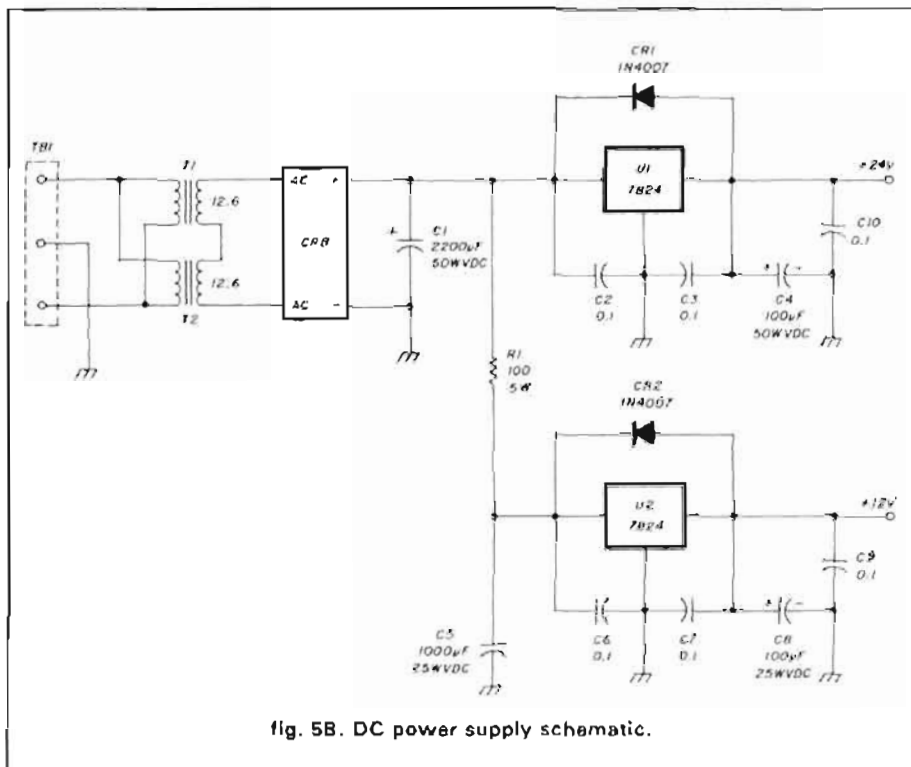 CR1
1N4007
TB1
T1
12.6
12.6
T2
AC +
CRB
AC -
+
C1
2200µF
50WVDC
U1
7824
+24V
C10
0.1
C2
0.1
C3
0.1
+ -
C4
100µF
50WVDC
R1
100
5W
CR2
1N4007
U2
7824
+12V
C9
0.1
C5
1000µF
25WVDC
C6
0.1
C7
0.1
+ -
C8
100µF
25WVDC
fig. 5B. DC power supply schematic.